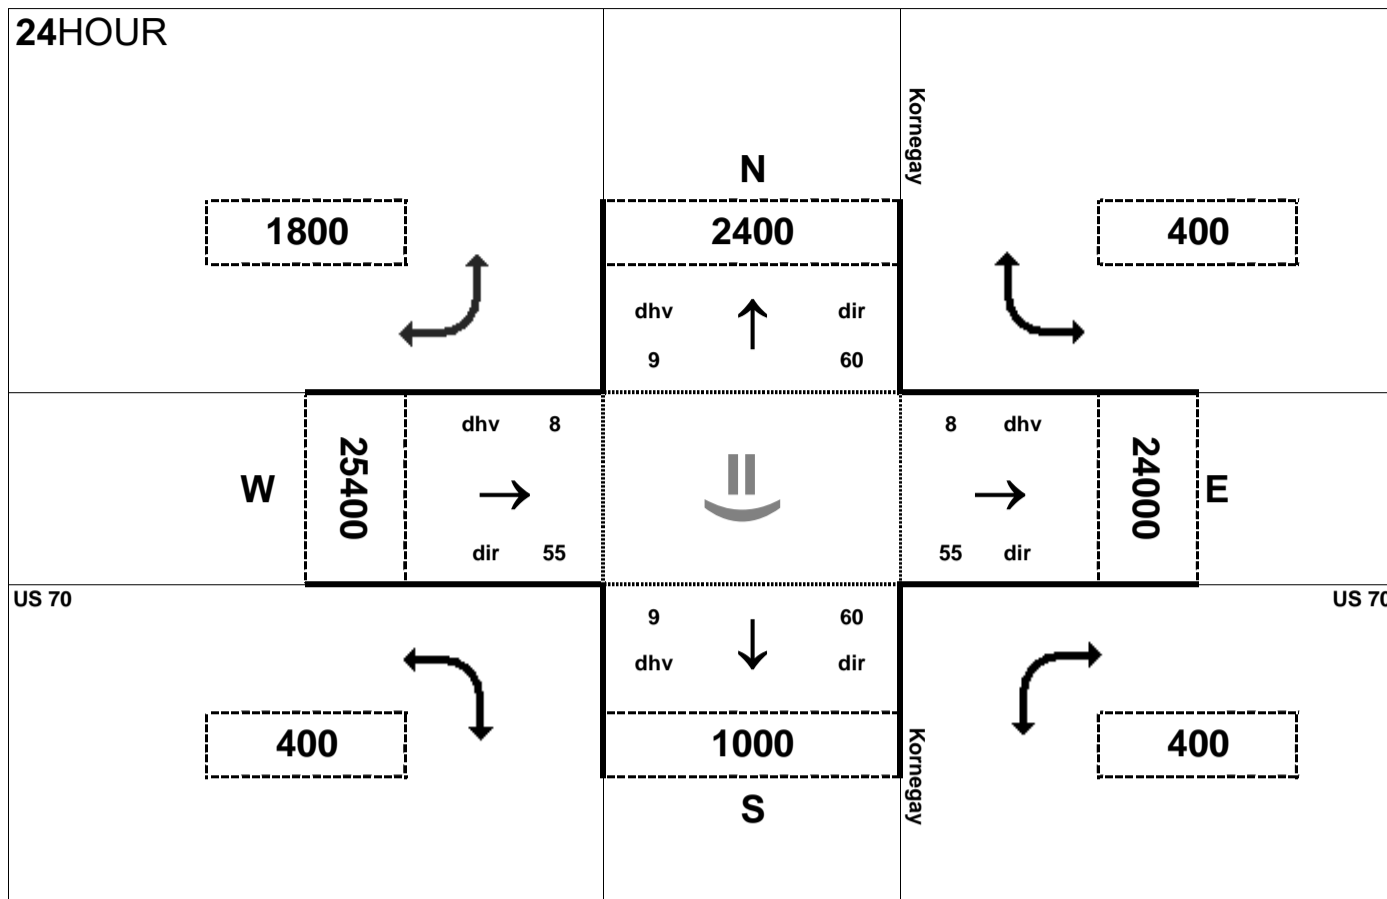 24HOUR
Kornegay
N
1800
2400
400
dhv
dir
9
60
dhv 8
8 dhv
W
25400
24000
E
dir 55
55 dir
US 70
US 70
9
60
dhv
dir
400
1000
400
Kornegay
S